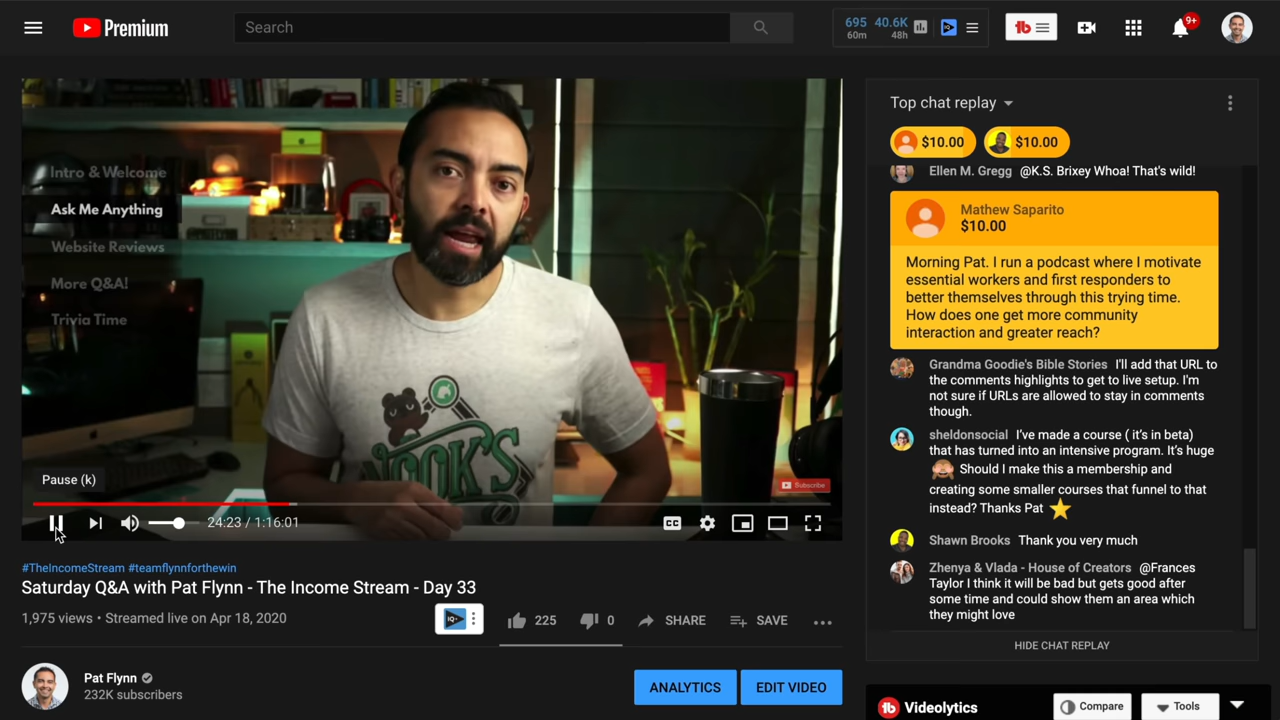 Premium
Search
695 40.6K
60m 48h
9+
Intro & Welcome
Ask Me Anything
Website Reviews
More Q&A!
Trivia Time
NOOK'S
Subscribe
Pause (k)
24:23 / 1:16:01
CC
#TheIncomeStream #teamflynnforthewin
Saturday Q&A with Pat Flynn - The Income Stream - Day 33
1,975 views • Streamed live on Apr 18, 2020
IQ
225
0
SHARE
SAVE
Pat Flynn
232K subscribers
ANALYTICS
EDIT VIDEO
Top chat replay
$10.00 $10.00
Ellen M. Gregg @K.S. Brixey Whoa! That's wild!
Mathew Saparito
$10.00
Morning Pat. I run a podcast where I motivate
essential workers and first responders to
better themselves through this trying time.
How does one get more community
interaction and greater reach?
Grandma Goodie's Bible Stories I'll add that URL to
the comments highlights to get to live setup. I'm
not sure if URLs are allowed to stay in comments
though.
sheldonsocial I've made a course ( it's in beta)
that has turned into an intensive program. It's huge
Should I make this a membership and
creating some smaller courses that funnel to that
instead? Thanks Pat
Shawn Brooks Thank you very much
Zhenya & Vlada - House of Creators @Frances
Taylor I think it will be bad but gets good after
some time and could show them an area which
they might love
HIDE CHAT REPLAY
Videolytics
Compare
Tools